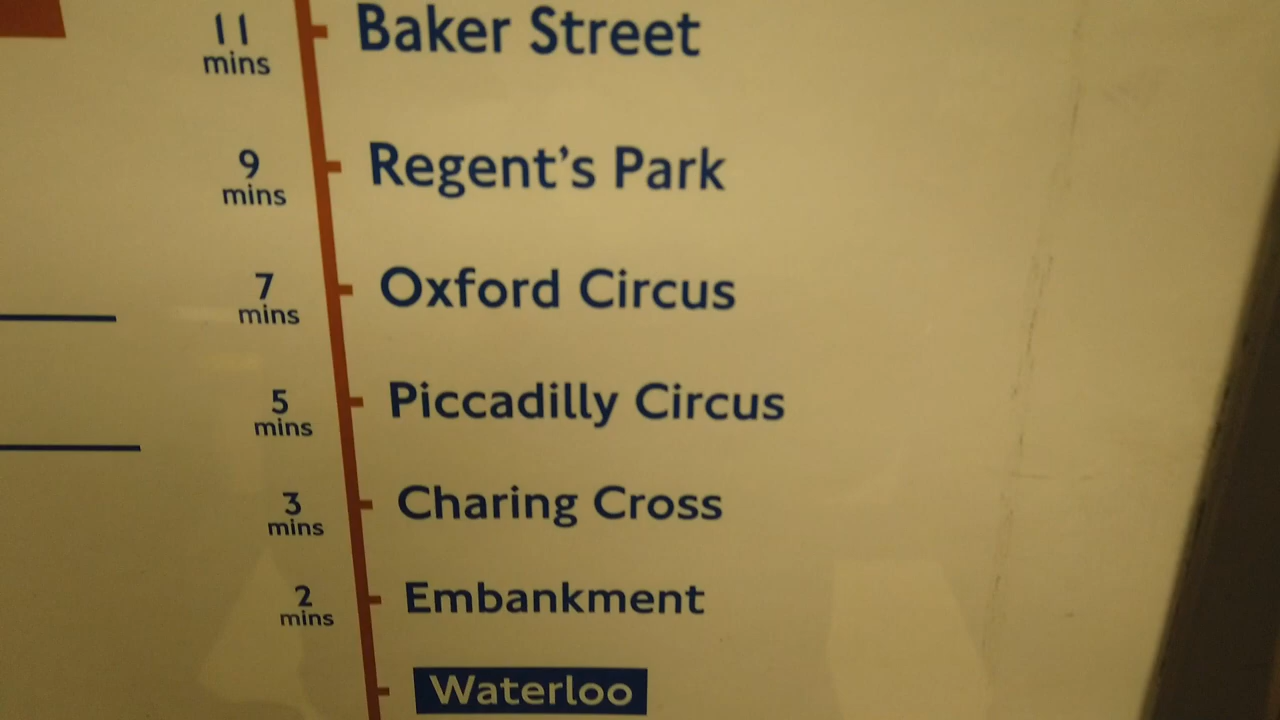 11 mins Baker Street
9 mins Regent's Park
7 mins Oxford Circus
5 mins Piccadilly Circus
3 mins Charing Cross
2 mins Embankment
Waterloo